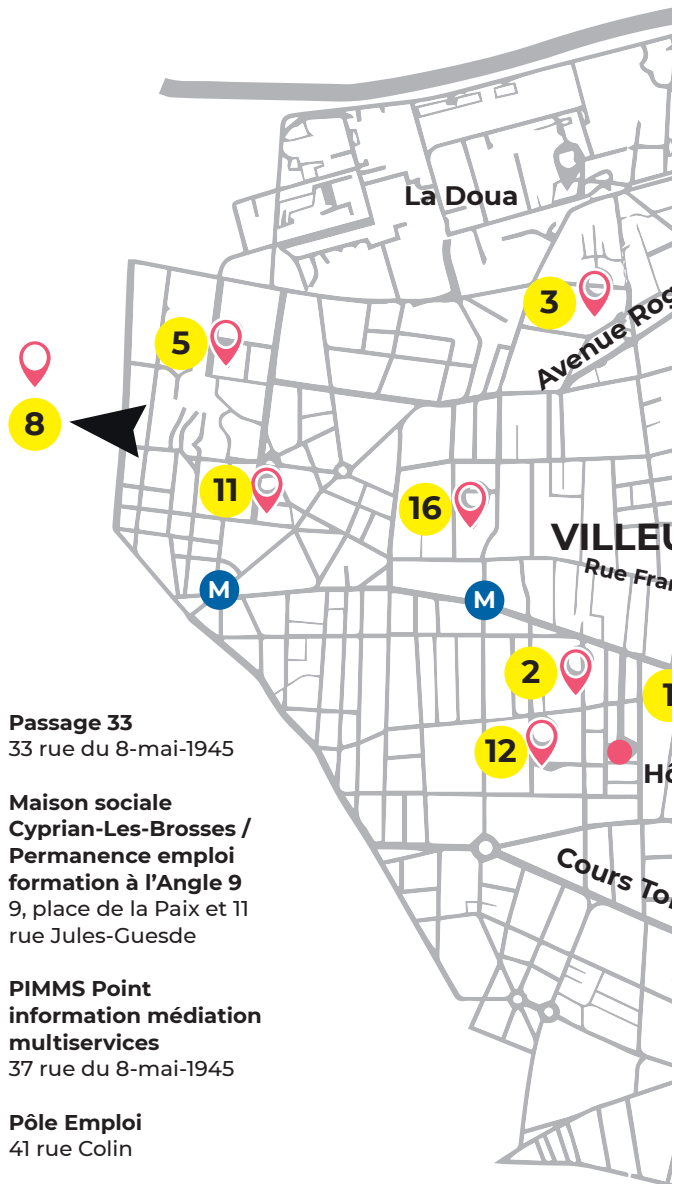 La Doua
3
Avenue Rog
5
8
11
16
VILLEU
Rue Fran
M
M
2
1
12
Hô
Cours Tol
Passage 33
33 rue du 8-mai-1945
Maison sociale
Cyprian-Les-Brosses /
Permanence emploi
formation à l’Angle 9
9, place de la Paix et 11
rue Jules-Guesde
PIMMS Point
information médiation
multiservices
37 rue du 8-mai-1945
Pôle Emploi
41 rue Colin